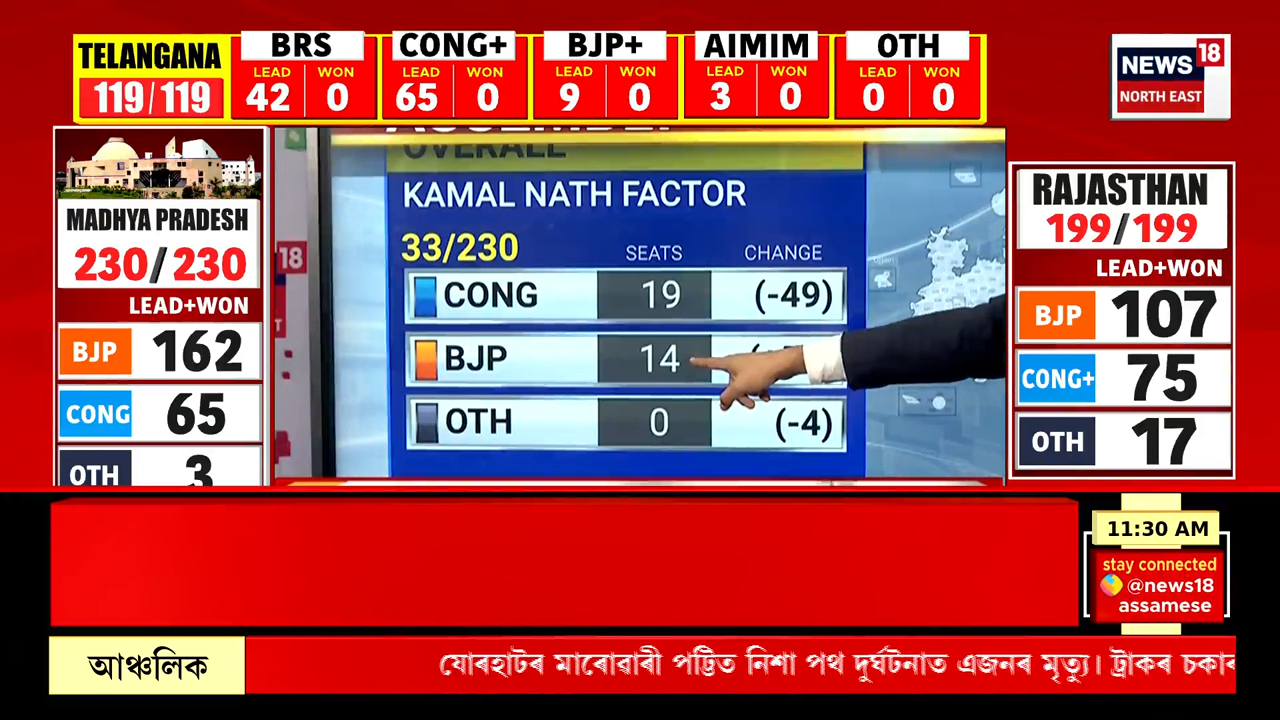 TELANGANA
119/119
BRS
LEAD WON
42 0
CONG+
LEAD WON
65 0
BJP+
LEAD WON
9 0
AIMIM
LEAD WON
3 0
OTH
LEAD WON
0 0
NEWS 18
NORTH EAST
MADHYA PRADESH
230/230
LEAD+WON
BJP 162
CONG 65
OTH 3
18
OVERALL
KAMAL NATH FACTOR
33/230 SEATS CHANGE
CONG 19 (-49)
BJP 14
OTH 0 (-4)
RAJASTHAN
199/199
LEAD+WON
BJP 107
CONG+ 75
OTH 17
11:30 AM
stay connected
@news18
assamese
আঞ্চলিক
যোৰহাটৰ মাৰোৱাৰী পট্টিত নিশা পথ দুৰ্ঘটনাত এজনৰ মৃত্যু। ট্ৰাকৰ চকাৰ